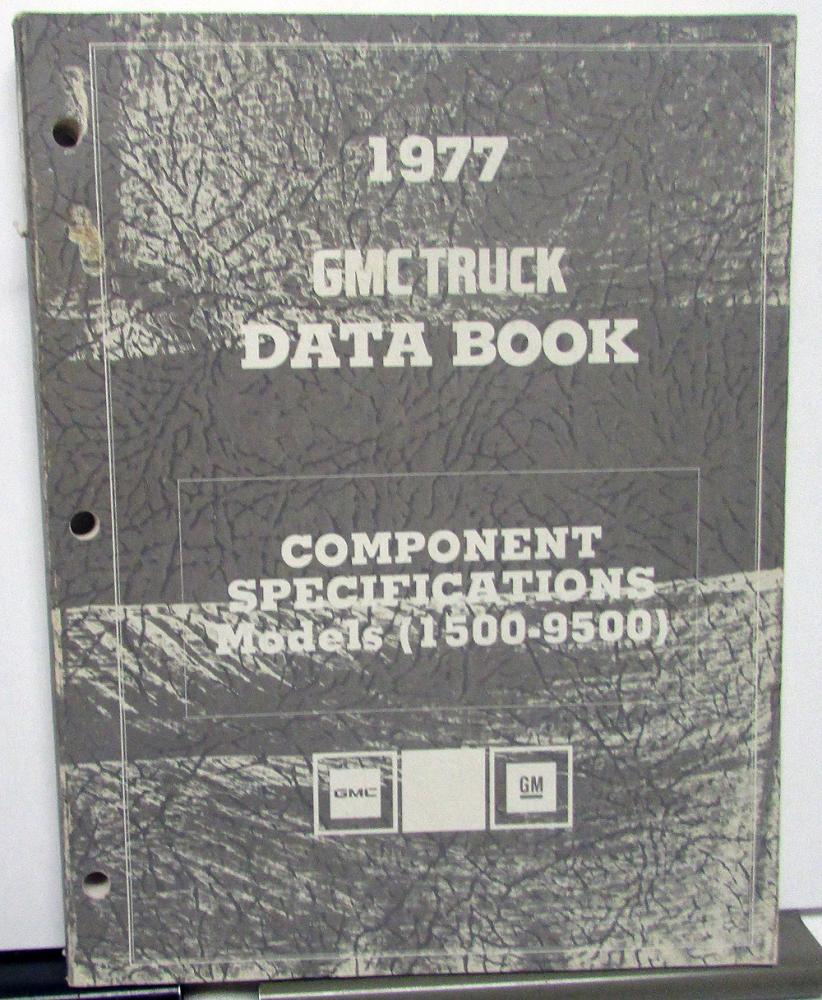 1977
GMC TRUCK
DATA BOOK
COMPONENT
SPECIFICATIONS
Models (1500-9500)
GMC GM